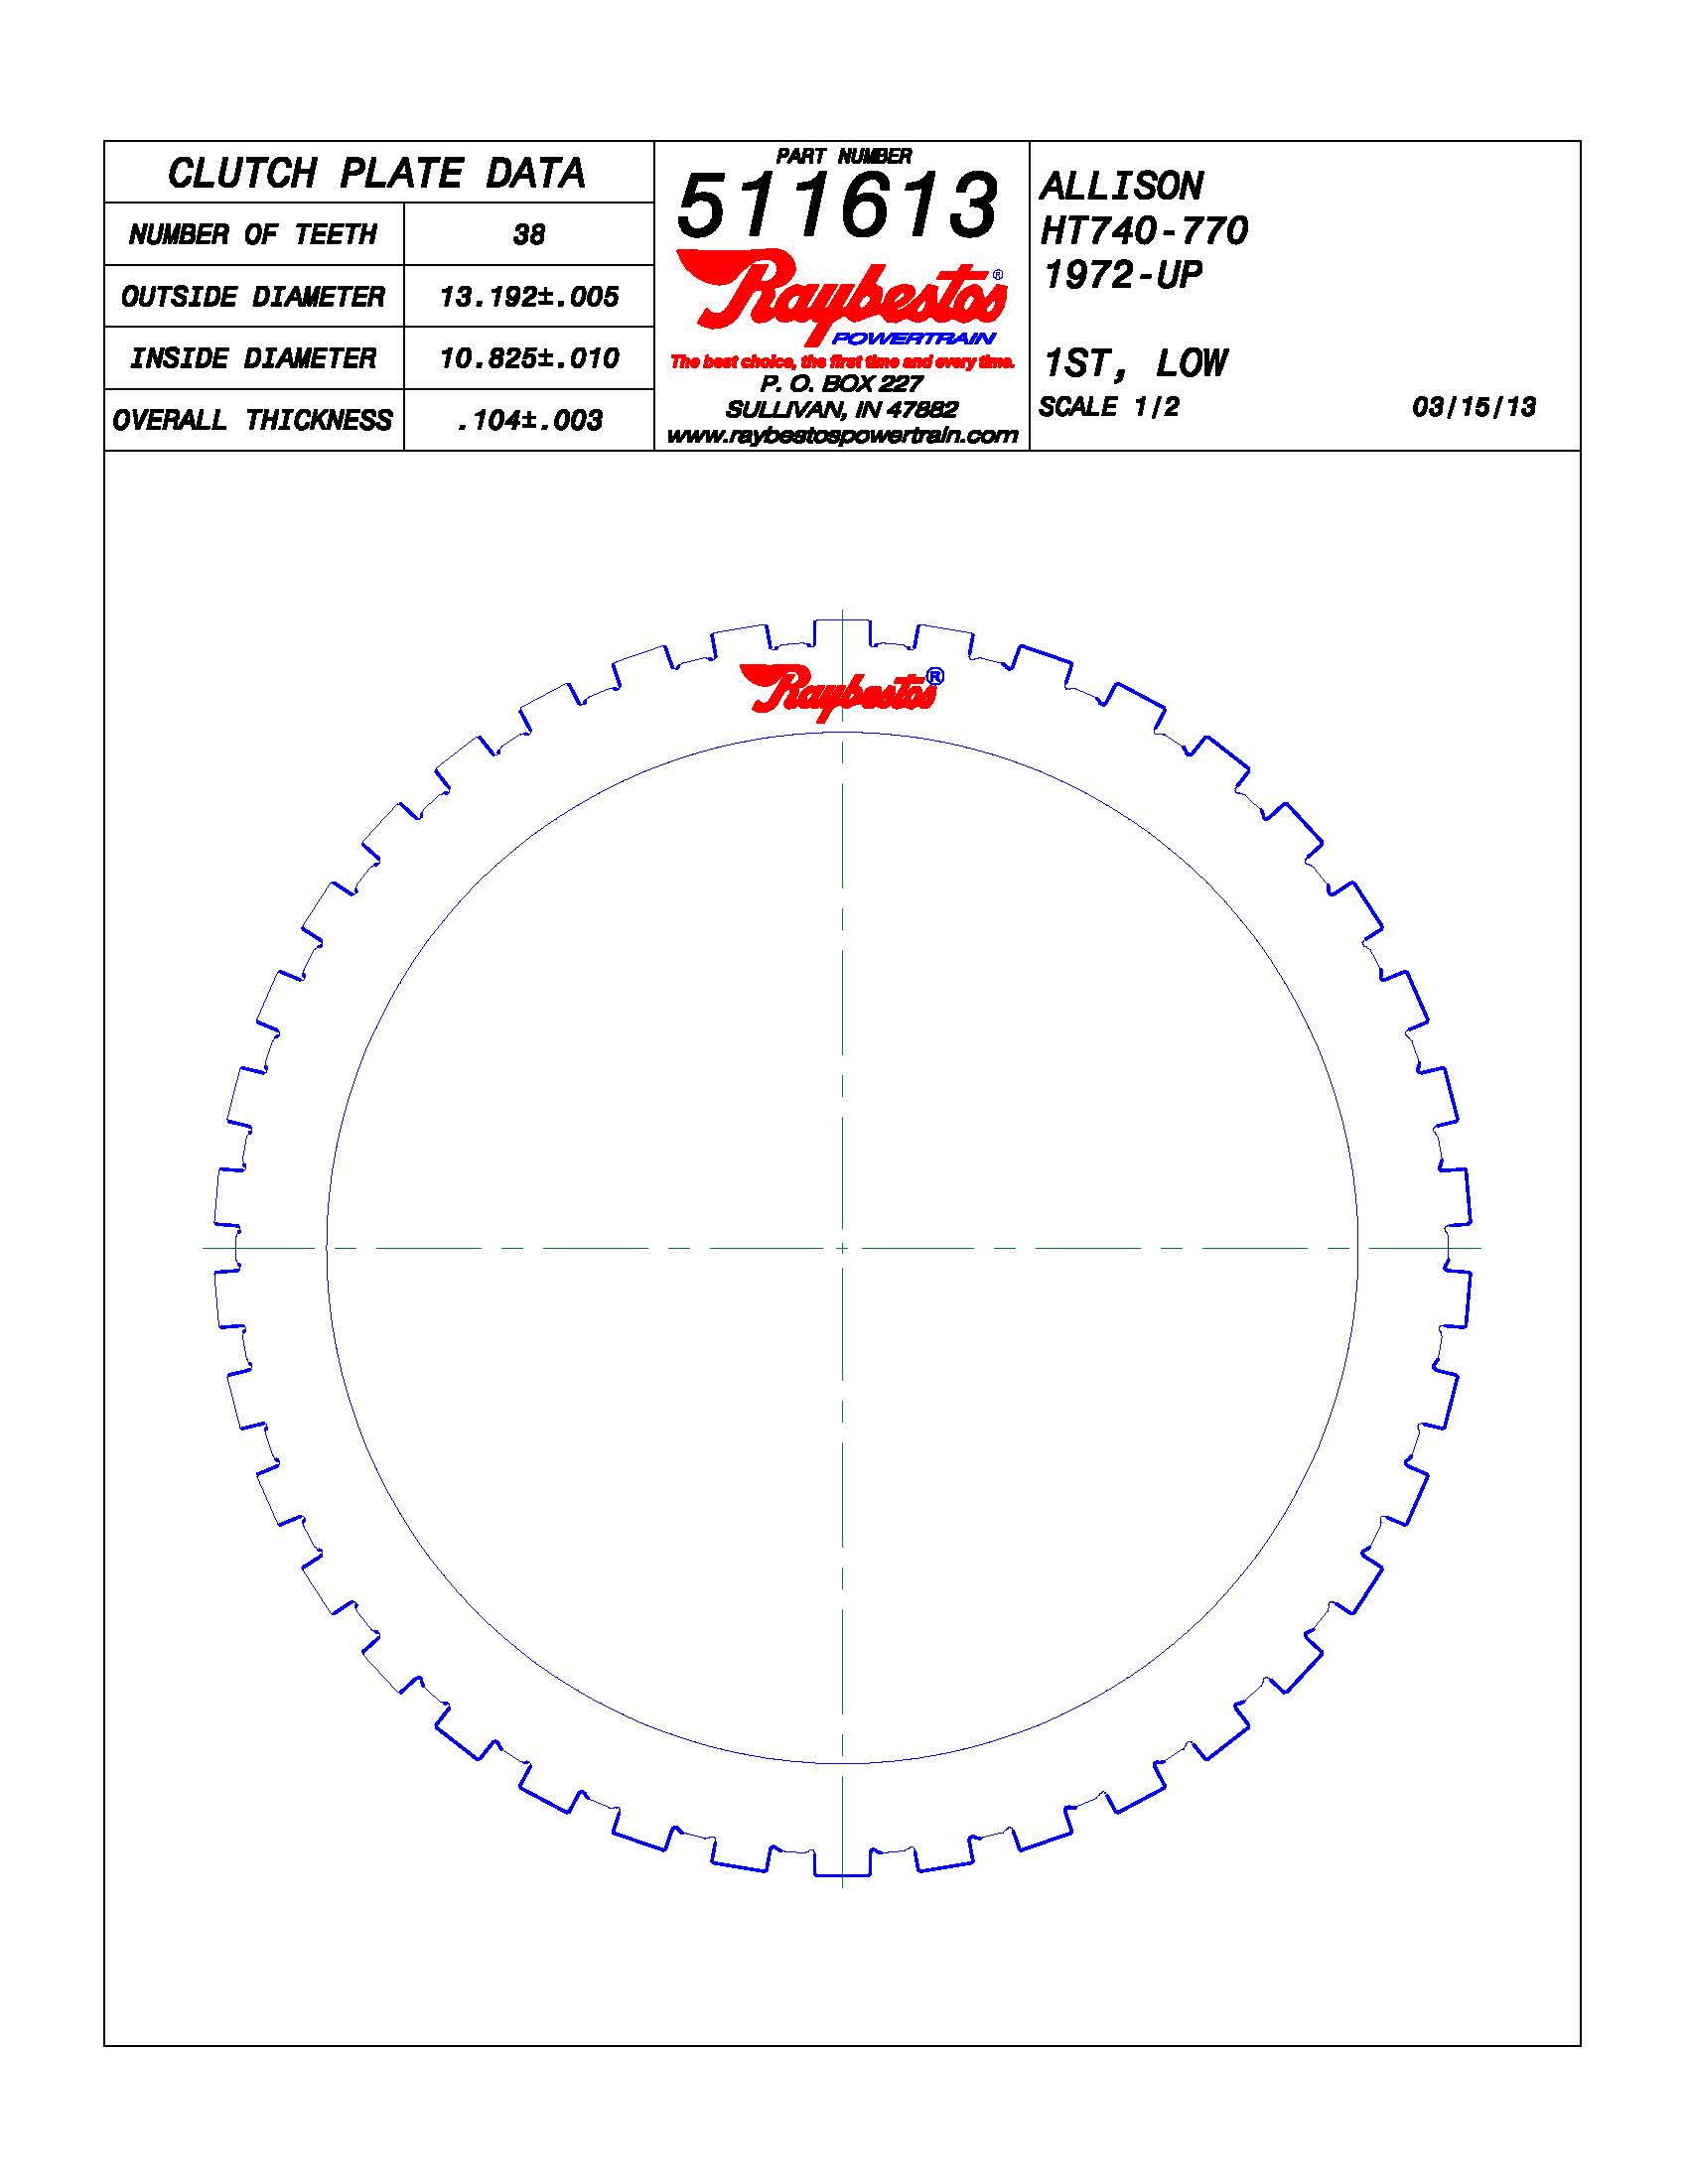 CLUTCH PLATE DATA
NUMBER OF TEETH 38
OUTSIDE DIAMETER 13.192±.005
INSIDE DIAMETER 10.825±.010
OVERALL THICKNESS .104±.003
PART NUMBER
511613
Raybestos®
POWERTRAIN
The best choice, the first time and every time.
P. O. BOX 227
SULLIVAN, IN 47882
www.raybestospowertrain.com
ALLISON
HT740-770
1972-UP
1ST, LOW
SCALE 1/2 03/15/13
Raybestos®